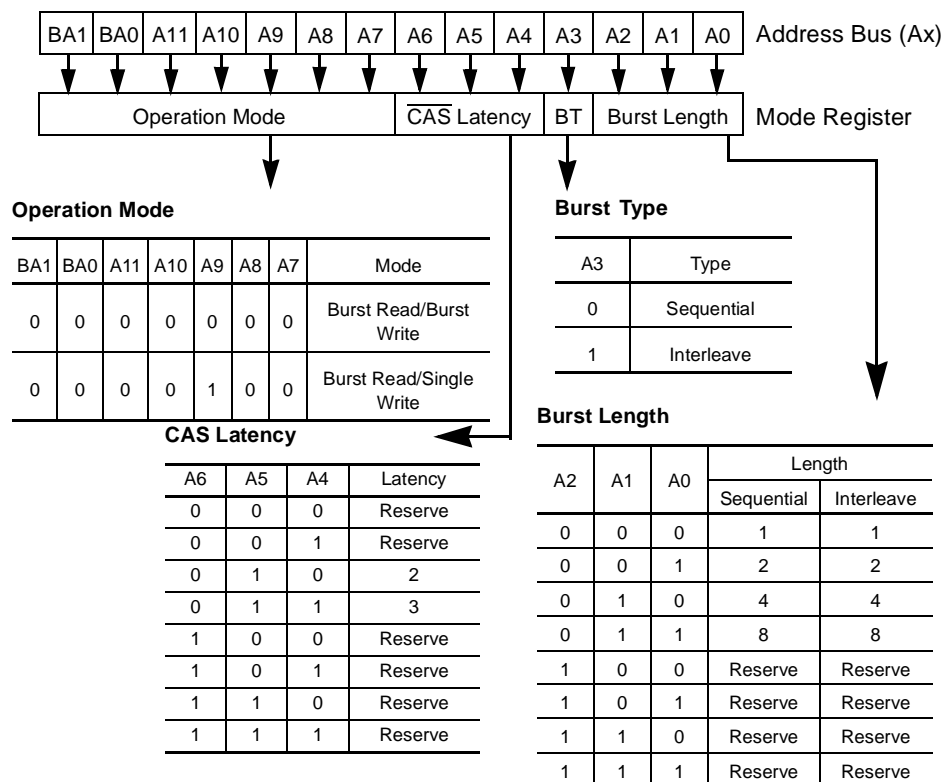 BA1 BA0 A11 A10 A9 A8 A7 A6 A5 A4 A3 A2 A1 A0 Address Bus (Ax)
Operation Mode CAS Latency BT Burst Length Mode Register
Operation Mode
BA1 BA0 A11 A10 A9 A8 A7 Mode
0 0 0 0 0 0 0 Burst Read/Burst
Write
0 0 0 0 1 0 0 Burst Read/Single
Write
Burst Type
A3 Type
0 Sequential
1 Interleave
CAS Latency
A6 A5 A4 Latency
0 0 0 Reserve
0 0 1 Reserve
0 1 0 2
0 1 1 3
1 0 0 Reserve
1 0 1 Reserve
1 1 0 Reserve
1 1 1 Reserve
Burst Length
A2 A1 A0 Length
Sequential Interleave
0 0 0 1 1
0 0 1 2 2
0 1 0 4 4
0 1 1 8 8
1 0 0 Reserve Reserve
1 0 1 Reserve Reserve
1 1 0 Reserve Reserve
1 1 1 Reserve Reserve